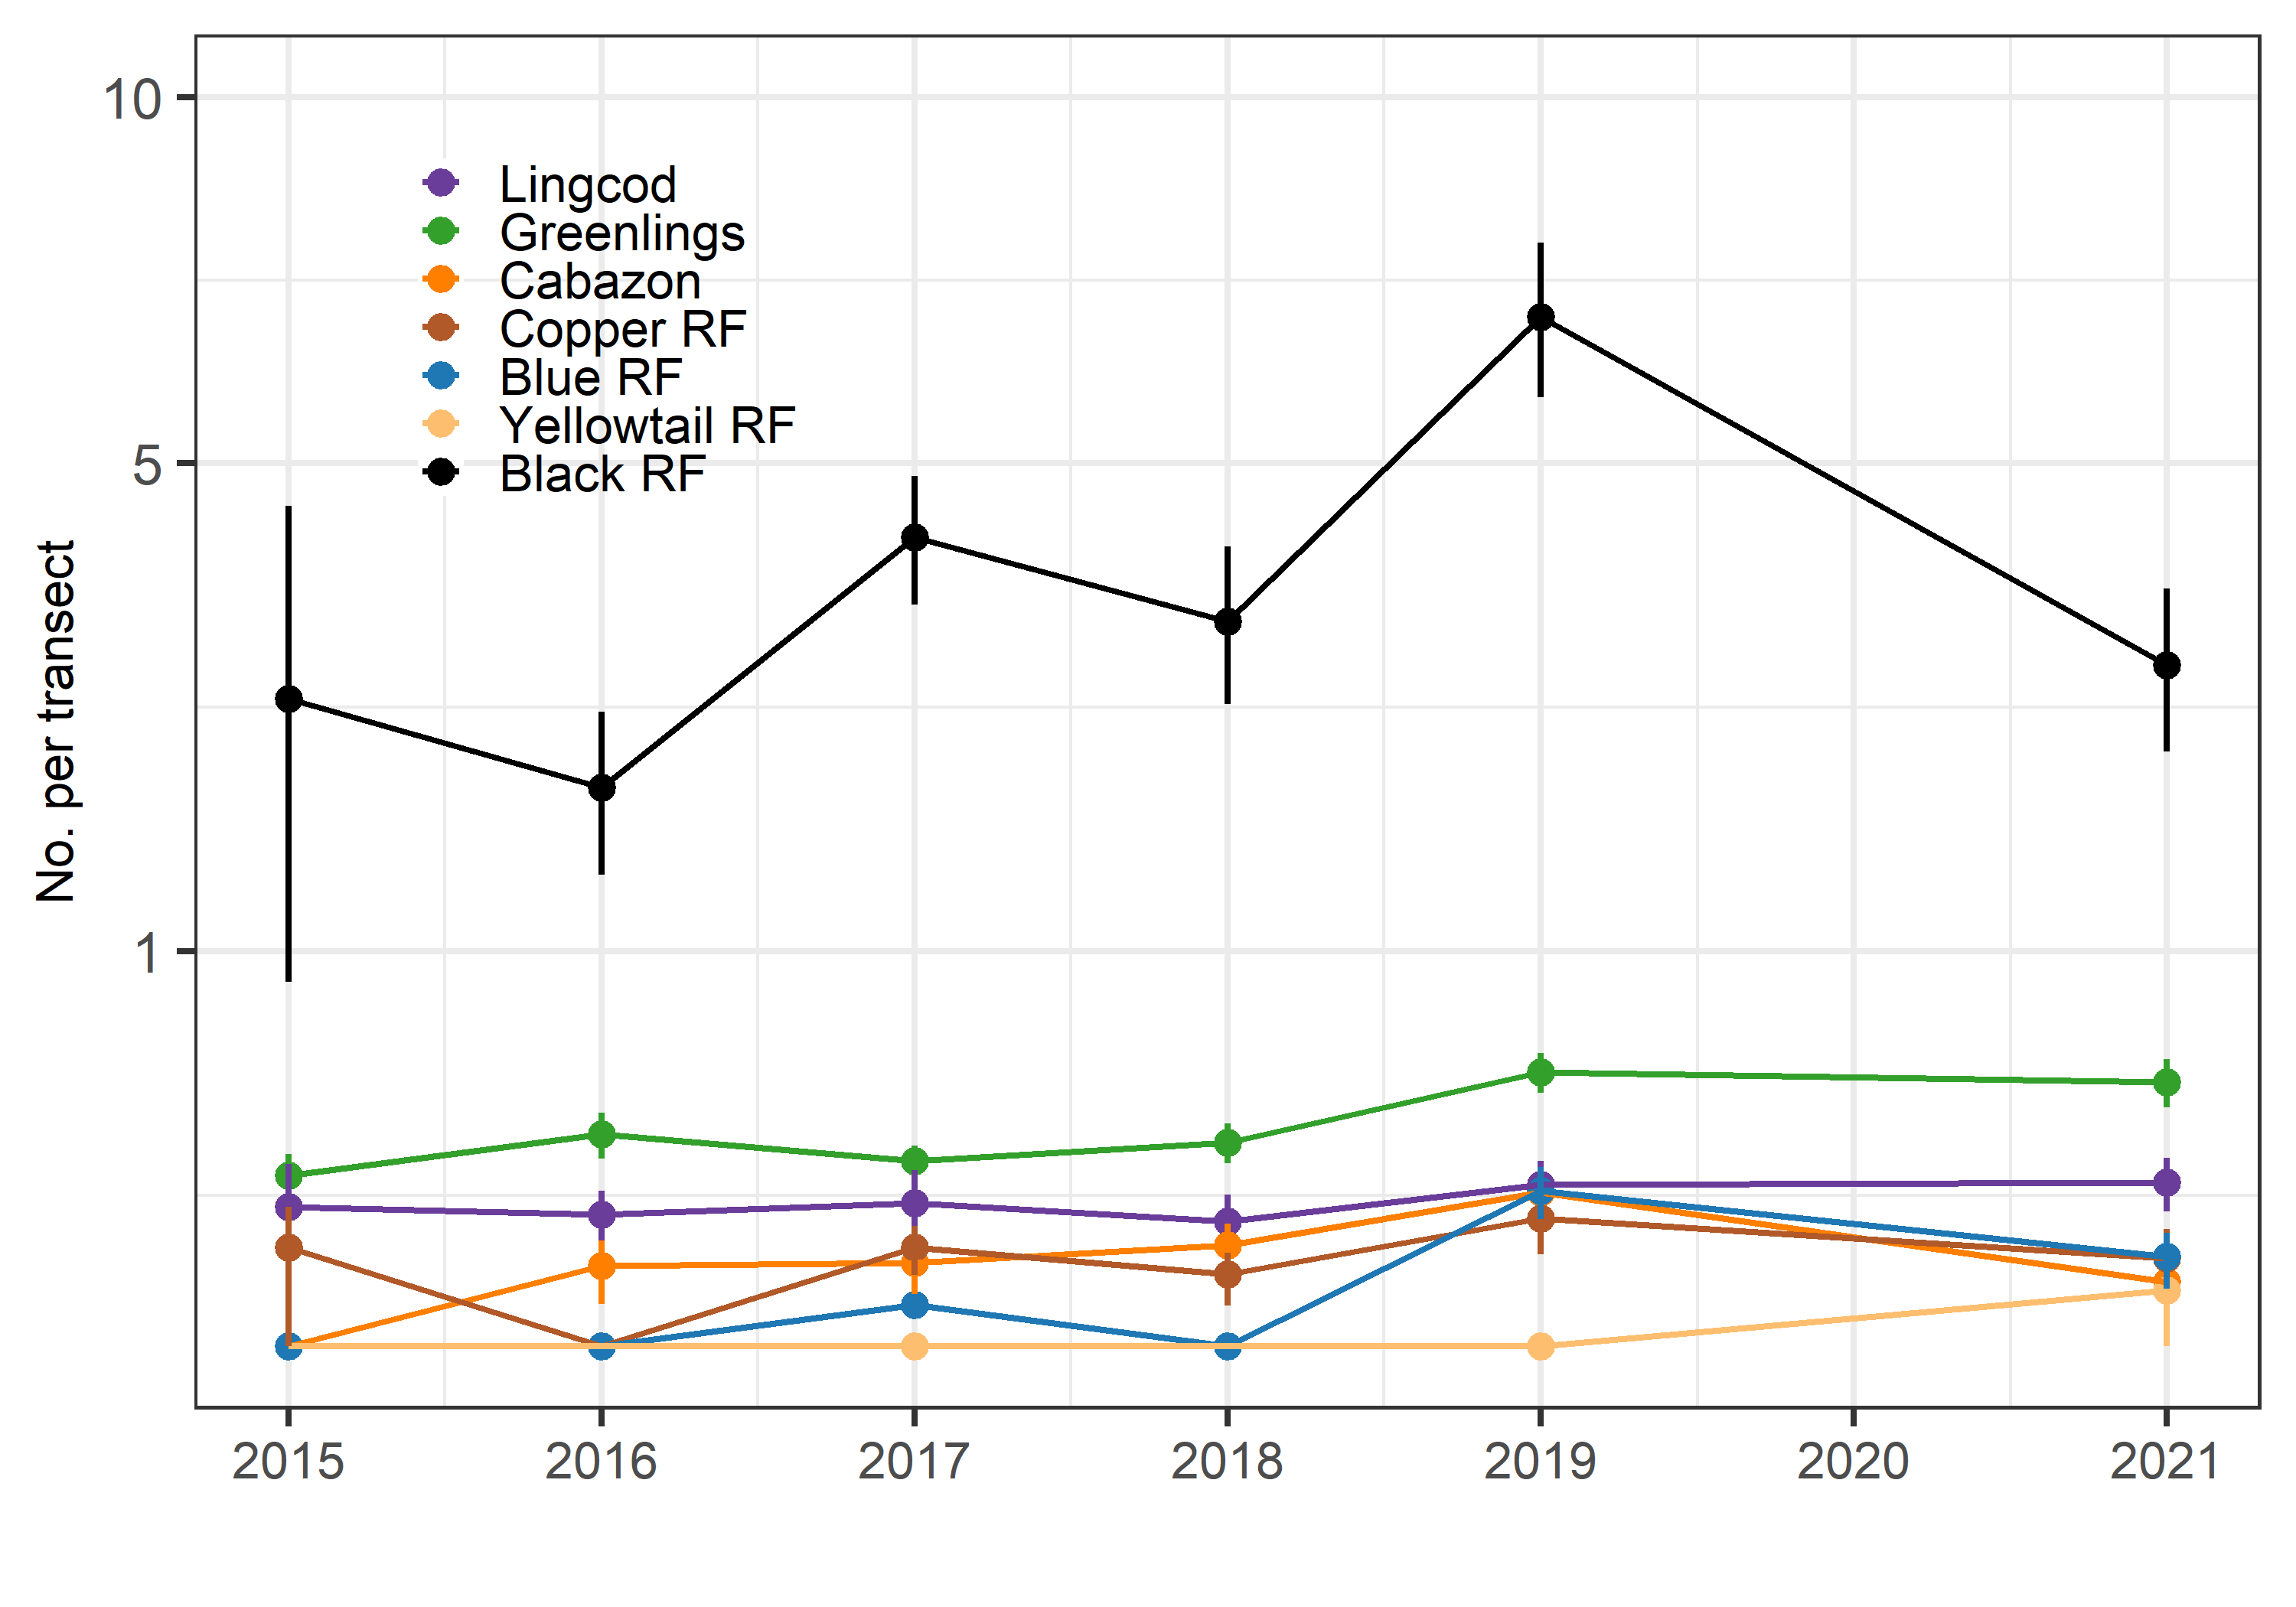 10
5
1
No. per transect
Lingcod
Greenlings
Cabazon
Copper RF
Blue RF
Yellowtail RF
Black RF
2015 2016 2017 2018 2019 2020 2021